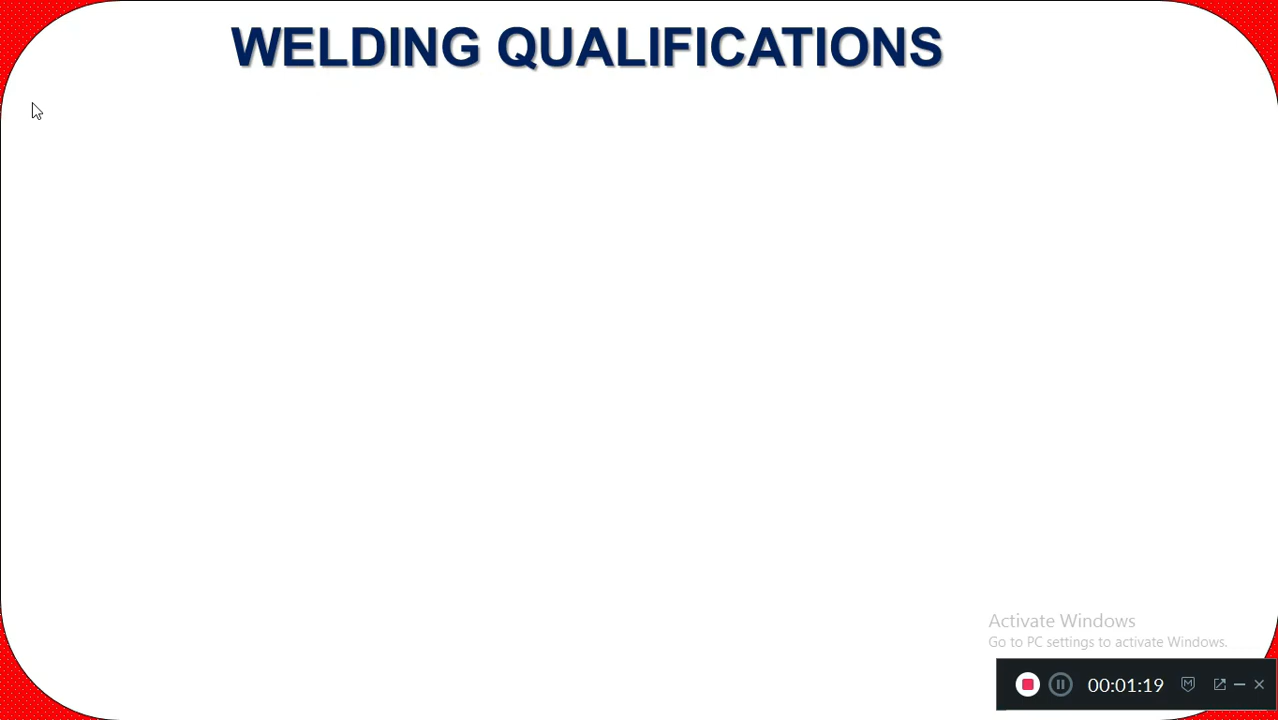 WELDING QUALIFICATIONS
Activate Windows
Go to PC settings to activate Windows.
00:01:19